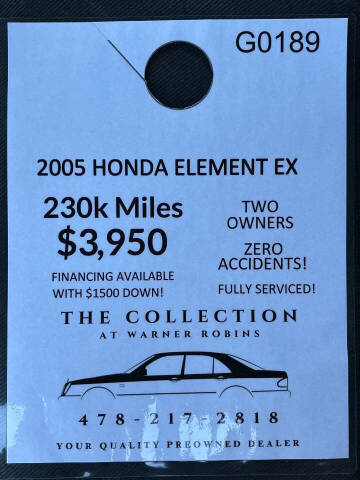 G0189
2005 HONDA ELEMENT EX
230k Miles
$3,950
FINANCING AVAILABLE
WITH $1500 DOWN!
TWO
OWNERS
ZERO
ACCIDENTS!
FULLY SERVICED!
THE COLLECTION
AT WARNER ROBINS
478-217-2818
YOUR QUALITY PREOWNED DEALER